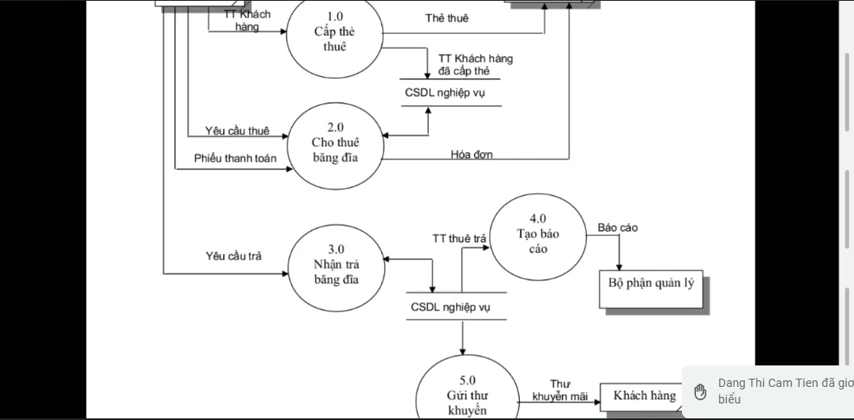 TT Khách
hàng
1.0
Cấp thẻ
thuê
Thẻ thuê
TT Khách hàng
đã cấp thẻ
CSDL nghiệp vụ
Yêu cầu thuê
2.0
Cho thuê
băng đĩa
Phiếu thanh toán
Hóa đơn
Yêu cầu trả
3.0
Nhận trả
băng đĩa
TT thuê trả
4.0
Tạo báo
cáo
Báo cáo
Bộ phận quản lý
CSDL nghiệp vụ
5.0
Gửi thư
khuyến
Thư
khuyễn mãi
Khách hàng
Dang Thi Cam Tien đã giơ
biểu